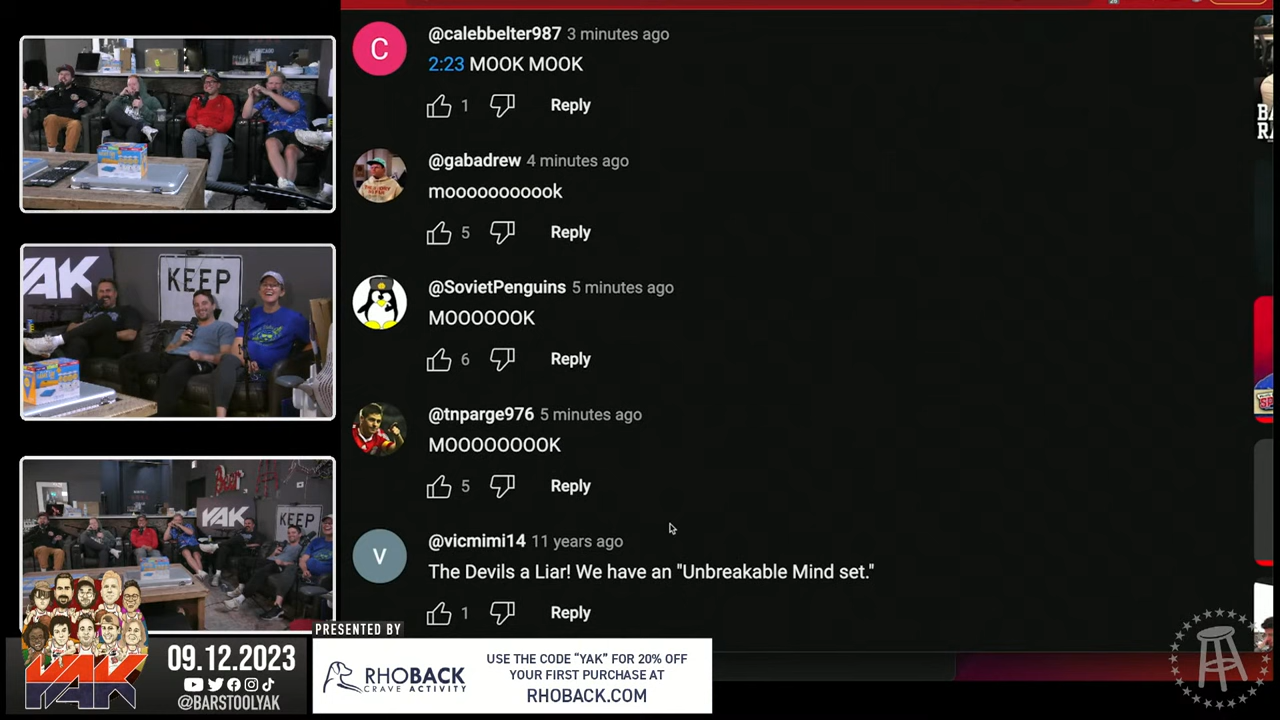 @calebbelter987 3 minutes ago
2:23 MOOK MOOK
1 Reply
@gabadrew 4 minutes ago
mooooooooook
5 Reply
@SovietPenguins 5 minutes ago
MOOOOOOK
6 Reply
@tnparge976 5 minutes ago
MOOOOOOOOK
5 Reply
@vicmimi14 11 years ago
The Devils a Liar! We have an "Unbreakable Mind set."
1 Reply
C
V
CHICAGO
YAK
KEEP
YAK
KEEP
YAK
09.12.2023
@BARSTOOLYAK
PRESENTED BY
RHOBACK
CRAVE ACTIVITY
USE THE CODE “YAK” FOR 20% OFF
YOUR FIRST PURCHASE AT
RHOBACK.COM